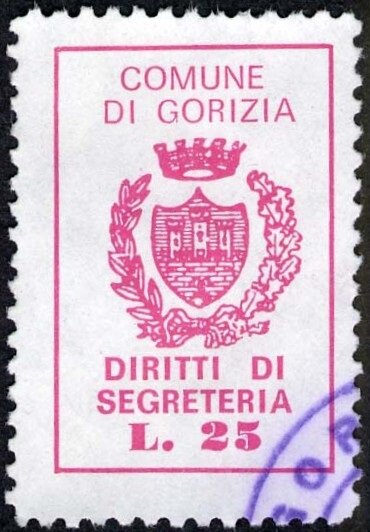 COMUNE
DI GORIZIA
DIRITTI DI
SEGRETERIA
L. 25